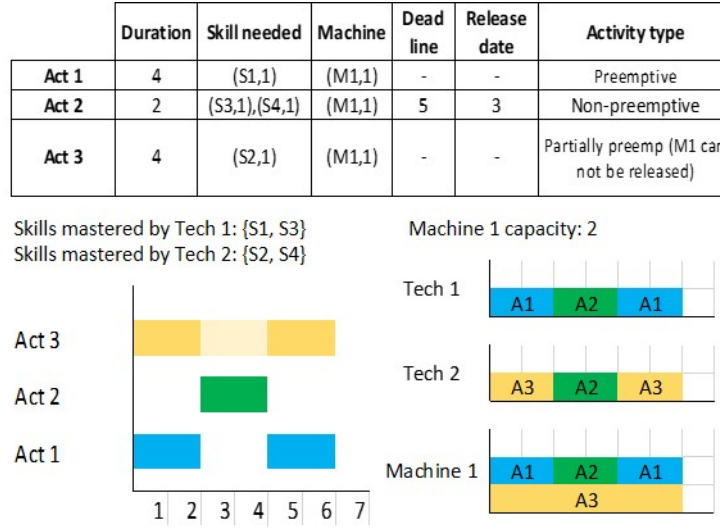 Duration Skill needed Machine Dead line Release date Activity type
Act 1 4 (S1,1) (M1,1) - - Preemptive
Act 2 2 (S3,1),(S4,1) (M1,1) 5 3 Non-preemptive
Act 3 4 (S2,1) (M1,1) - - Partially preemp (M1 can not be released)
Skills mastered by Tech 1: {S1, S3}
Skills mastered by Tech 2: {S2, S4}
Machine 1 capacity: 2
Act 3
Act 2
Act 1
1 2 3 4 5 6 7
Tech 1
A1 A2 A1
Tech 2
A3 A2 A3
Machine 1
A1 A2 A1
A3